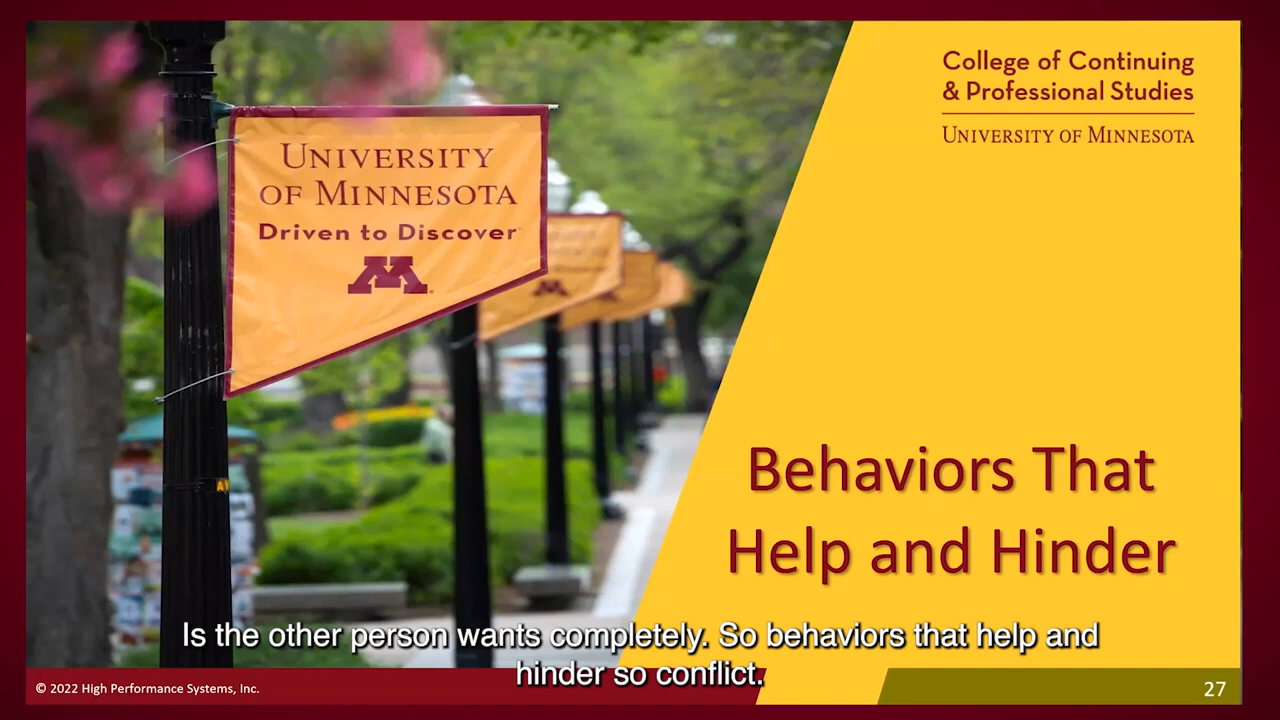 UNIVERSITY
OF MINNESOTA
Driven to Discover
M
College of Continuing
& Professional Studies
UNIVERSITY OF MINNESOTA
Behaviors That
Help and Hinder
Is the other person wants completely. So behaviors that help and
hinder so conflict.
© 2022 High Performance Systems, Inc.
27